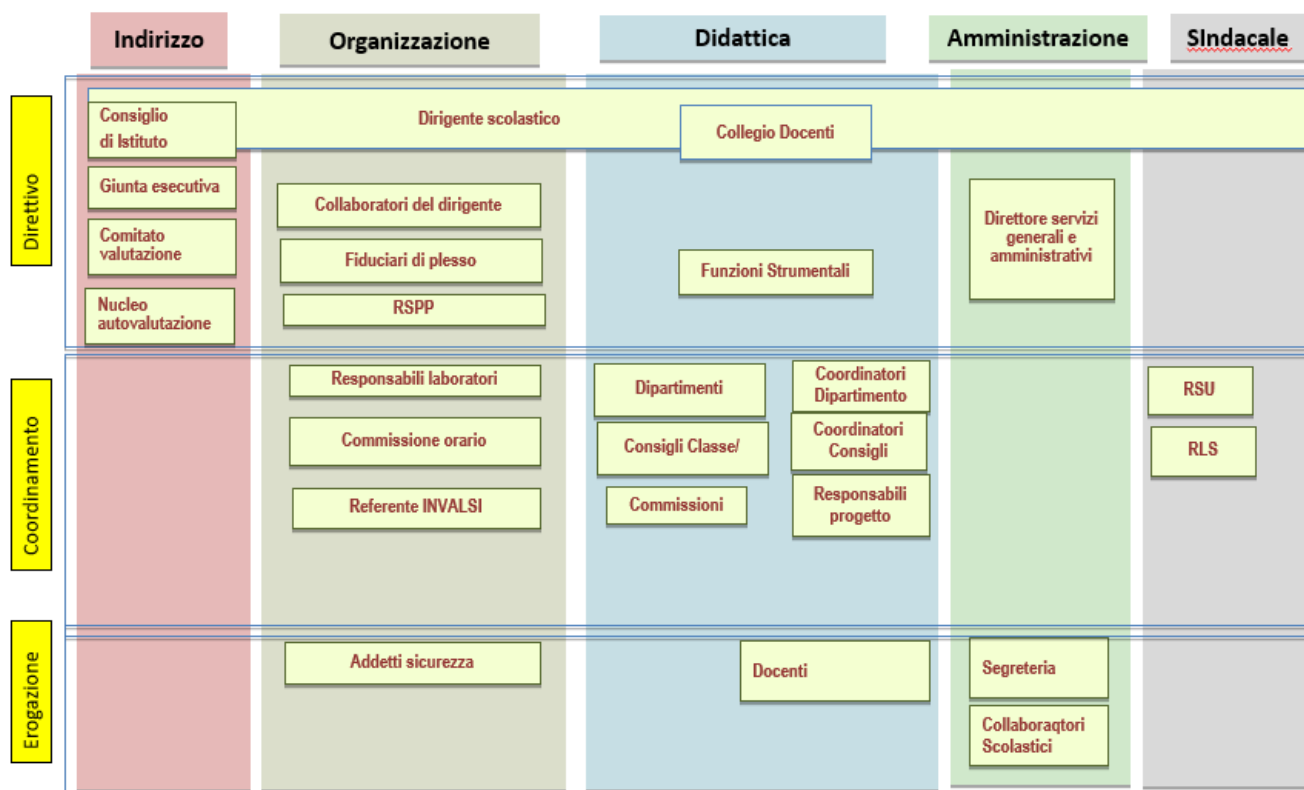 Indirizzo
Organizzazione
Didattica
Amministrazione
SIndacale
Direttivo
Consiglio
di Istituto
Dirigente scolastico
Collegio Docenti
Giunta esecutiva
Comitato
valutazione
Nucleo
autovalutazione
Collaboratori del dirigente
Fiduciari di plesso
RSPP
Funzioni Strumentali
Direttore servizi
generali e
amministrativi
Coordinamento
Responsabili laboratori
Commissione orario
Referente INVALSI
Dipartimenti
Consigli Classe/
Commissioni
Coordinatori
Dipartimento
Coordinatori
Consigli
Responsabili
progetto
RSU
RLS
Erogazione
Addetti sicurezza
Docenti
Segreteria
Collaboraqtori
Scolastici